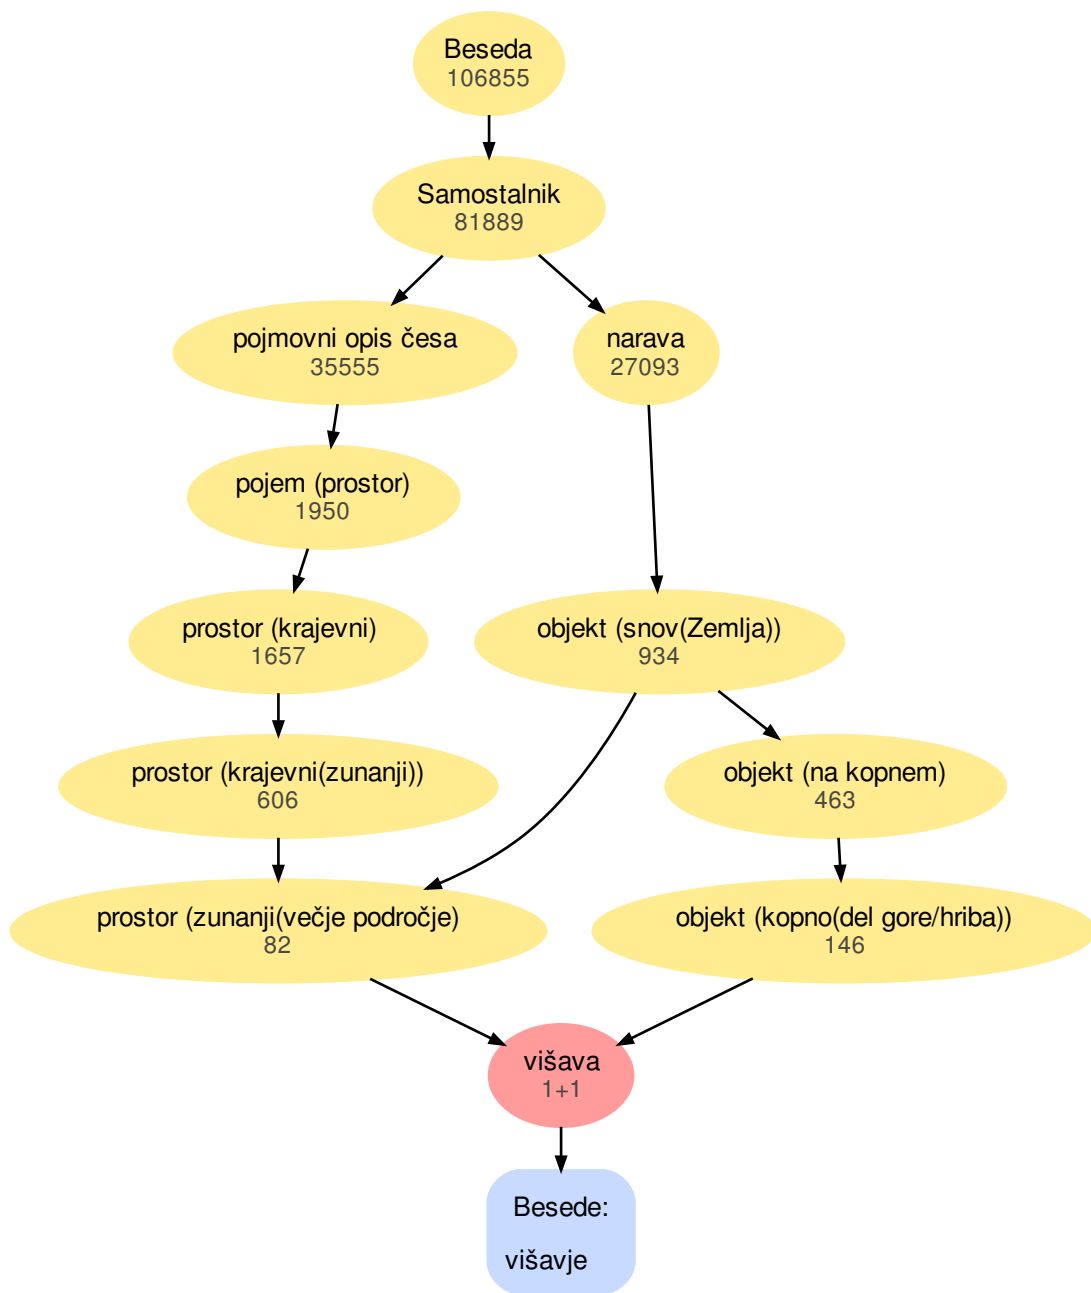 Beseda
106855
Samostalnik
81889
pojmovni opis česa
35555
narava
27093
pojem (prostor)
1950
prostor (krajevni)
1657
objekt (snov(Zemlja))
934
prostor (krajevni(zunanji))
606
objekt (na kopnem)
463
prostor (zunanji(večje področje)
82
objekt (kopno(del gore/hriba))
146
višava
1+1
Besede:
višavje